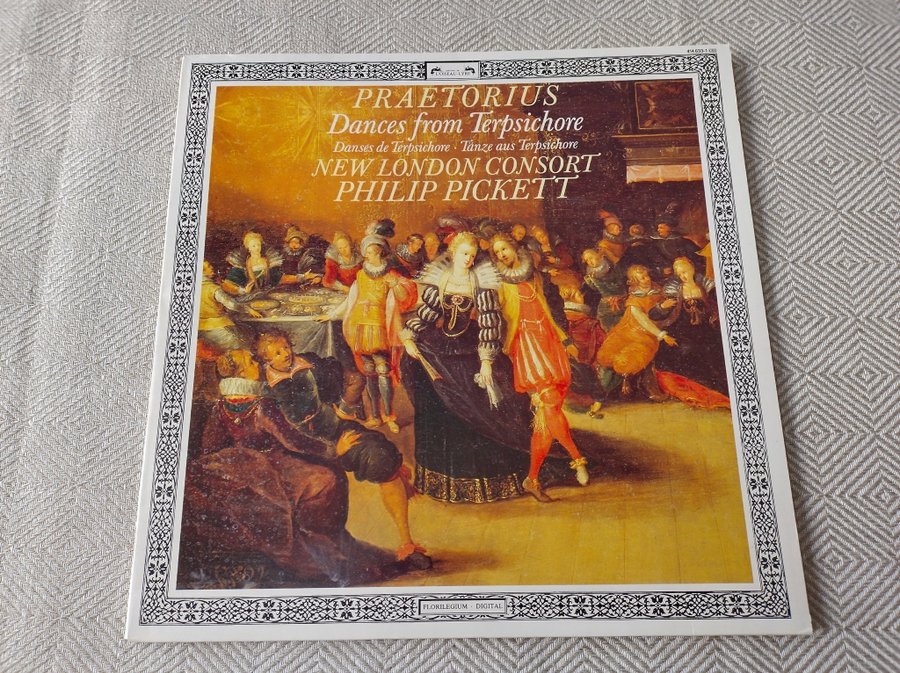 L'OISEAU-LYRE
PRAETORIUS
Dances from Terpsichore
Danses de Terpsichore · Tänze aus Terpsichore
NEW LONDON CONSORT
PHILIP PICKETT
FLORILEGIUM · DIGITAL